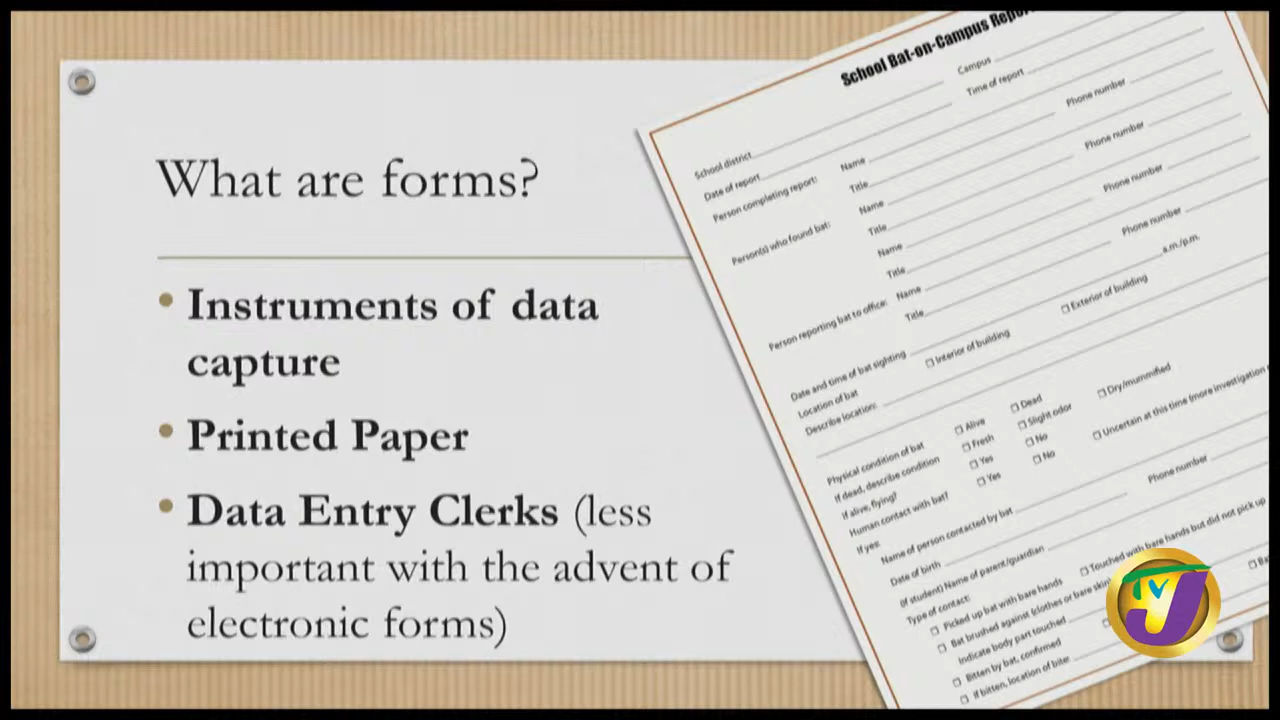 What are forms?
• Instruments of data
capture
• Printed Paper
• Data Entry Clerks (less
important with the advent of
electronic forms)
School Bat-on-Campus Report
School district
Campus
Date of report
Time of report
Person completing report:
Name
Phone number
Title
Person(s) who found bat:
Name
Phone number
Title
Name
Phone number
Title
Person reporting bat to office:
Name
Phone number
Title
Date and time of bat sighting
a.m./p.m.
Location of bat
☐ Interior of building
☐ Exterior of building
Describe location:
Physical condition of bat
☐ Alive
☐ Dead
☐ Dry/mummified
If dead, describe condition
☐ Fresh
☐ Slight odor
If alive, flying?
☐ Yes
☐ No
☐ Uncertain at this time (more investigation
Human contact with bat?
☐ Yes
☐ No
If yes:
Name of person contacted by bat
Phone number
Date of birth
(If student) Name of parent/guardian
Type of contact:
☐ Picked up bat with bare hands
☐ Touched with bare hands but did not pick up
☐ Bat brushed against (clothes or bare skin
Indicate body part touched
☐ Bitten by bat, confirmed
☐ If bitten, location of bite:
TVJ